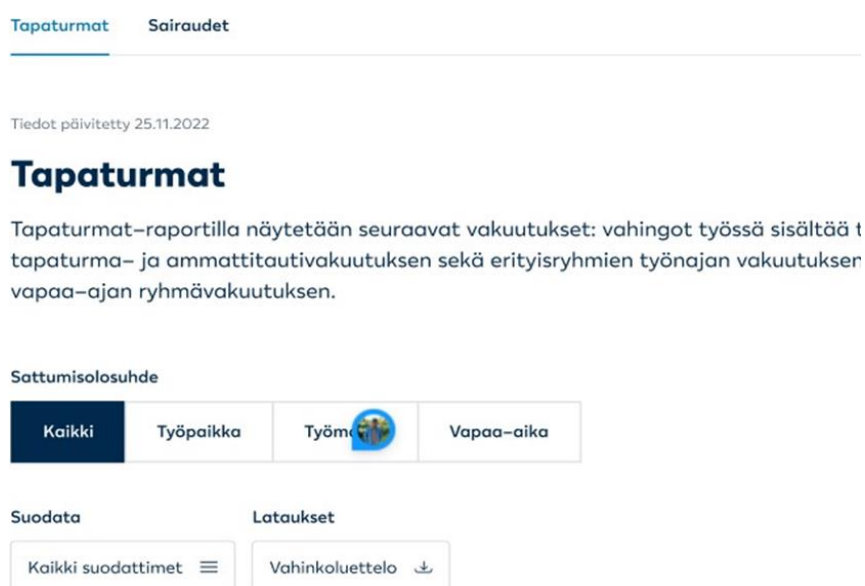 Tapaturmat Sairaudet
Tiedot päivitetty 25.11.2022
Tapaturmat
Tapaturmat-raportilla näytetään seuraavat vakuutukset: vahingot työssä sisältää
tapaturma- ja ammattitautivakuutuksen sekä erityisryhmien työnajan vakuutuksen
vapaa-ajan ryhmävakuutuksen.
Sattumisolosuhde
Kaikki Työpaikka Vapaa-aika
Suodata Lataukset
Kaikki suodattimet Vahinkoluettelo